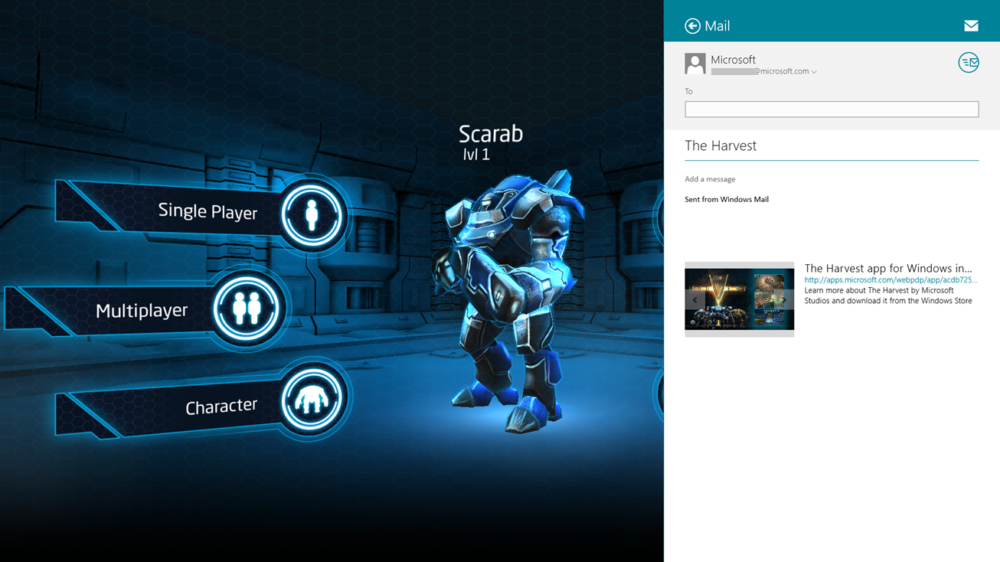 Scarab
lvl 1
Single Player
Multiplayer
Character
Mail
Microsoft
@microsoft.com
To
The Harvest
Add a message
Sent from Windows Mail
The Harvest app for Windows in...
http://apps.microsoft.com/webpdp/app/acdb725...
Learn more about The Harvest by Microsoft
Studios and download it from the Windows Store